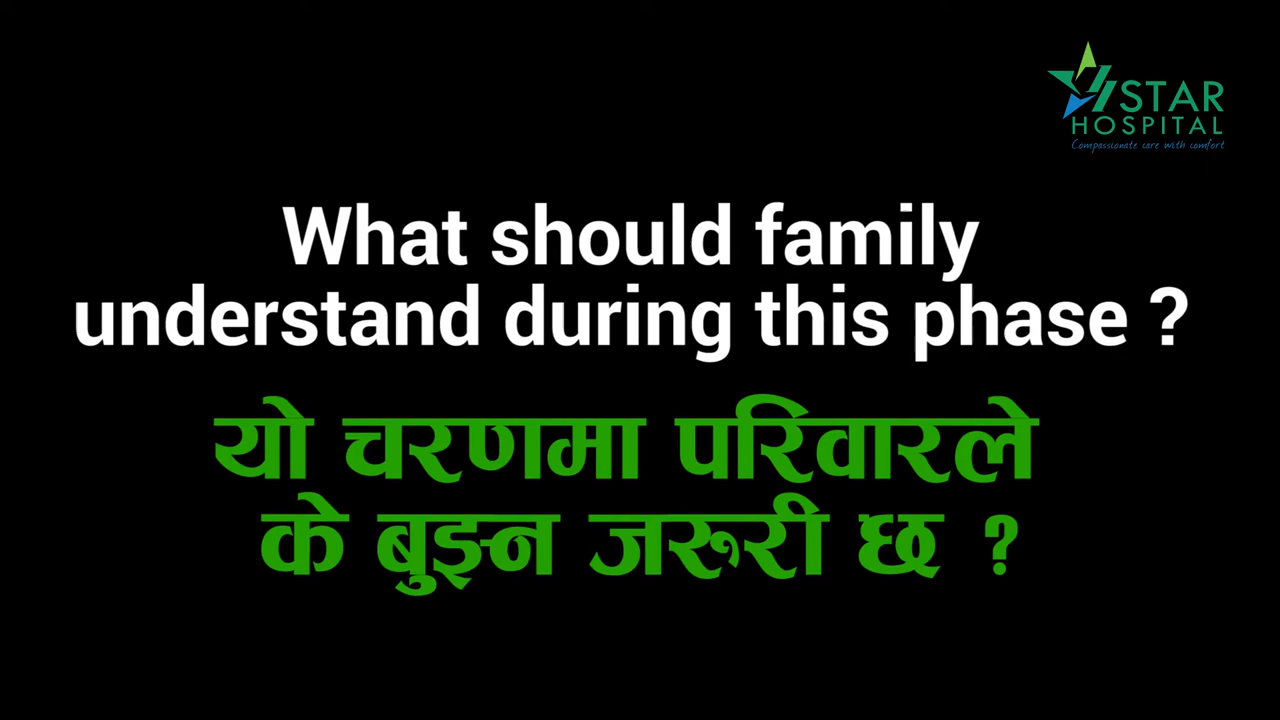 STAR
HOSPITAL
Compassionate care with comfort
What should family
understand during this phase ?
यो चरणमा परिवारले
के बुझ्न जरुरी छ ?